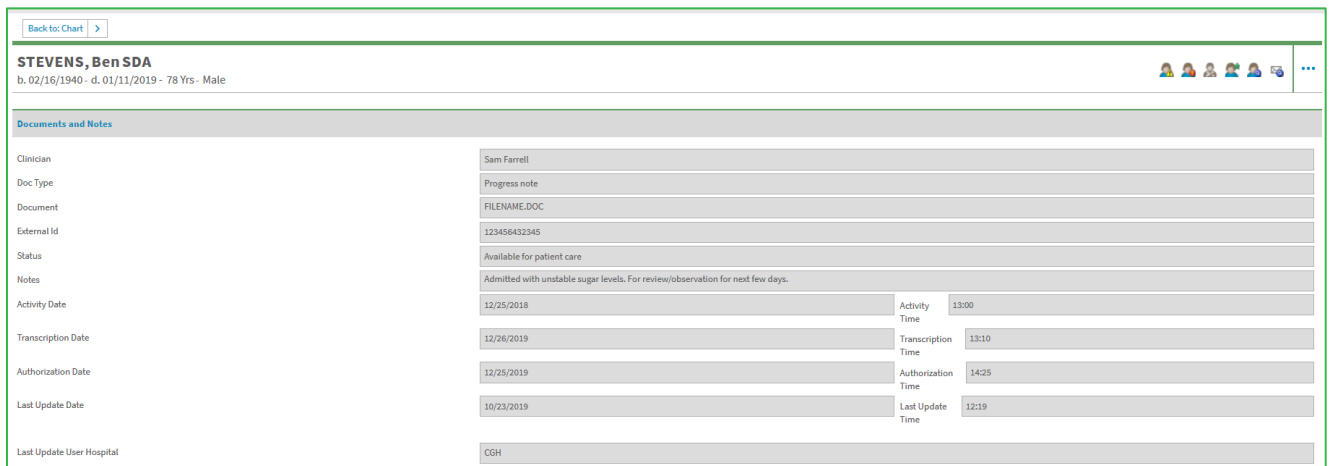 Back to: Chart >
STEVENS, Ben SDA
b. 02/16/1940 - d. 01/11/2019 - 78 Yrs - Male
Documents and Notes
Clinician Sam Farrell
Doc Type Progress note
Document FILENAME.DOC
External Id 123456432345
Status Available for patient care
Notes Admitted with unstable sugar levels. For review/observation for next few days.
Activity Date 12/25/2018 Activity Time 13:00
Transcription Date 12/26/2019 Transcription Time 13:10
Authorization Date 12/25/2019 Authorization Time 14:25
Last Update Date 10/23/2019 Last Update Time 12:19
Last Update User Hospital CGH